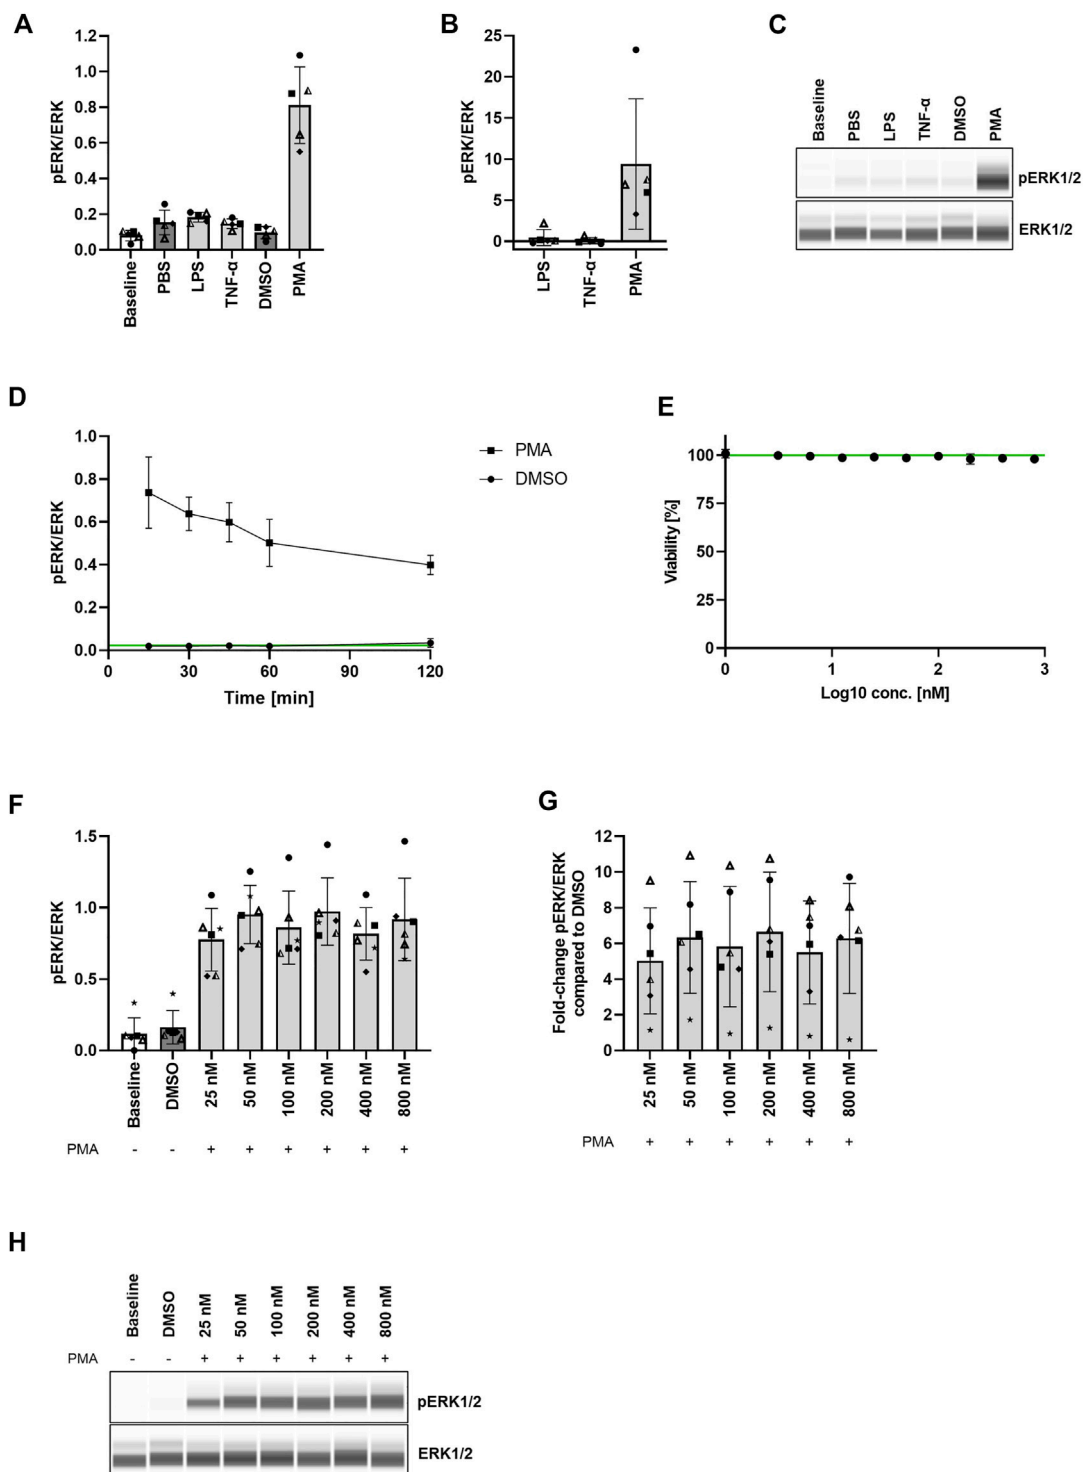 A
pERK/ERK
1.2
1.0
0.8
0.6
0.4
0.2
0.0
Baseline
PBS
LPS
TNF-α
DMSO
PMA
B
pERK/ERK
25
20
15
10
5
0
LPS
TNF-α
PMA
C
Baseline
PBS
LPS
TNF-α
DMSO
PMA
pERK1/2
ERK1/2
D
pERK/ERK
1.0
0.8
0.6
0.4
0.2
0.0
0 30 60 90 120
Time [min]
PMA
DMSO
E
Viability [%]
100
75
50
25
0
0 1 2 3
Log10 conc. [nM]
F
pERK/ERK
1.5
1.0
0.5
0.0
Baseline
DMSO
25 nM
50 nM
100 nM
200 nM
400 nM
800 nM
PMA - - + + + + + +
G
Fold-change pERK/ERK
compared to DMSO
12
10
8
6
4
2
0
25 nM
50 nM
100 nM
200 nM
400 nM
800 nM
PMA + + + + + +
H
Baseline
DMSO
25 nM
50 nM
100 nM
200 nM
400 nM
800 nM
PMA - - + + + + + +
pERK1/2
ERK1/2